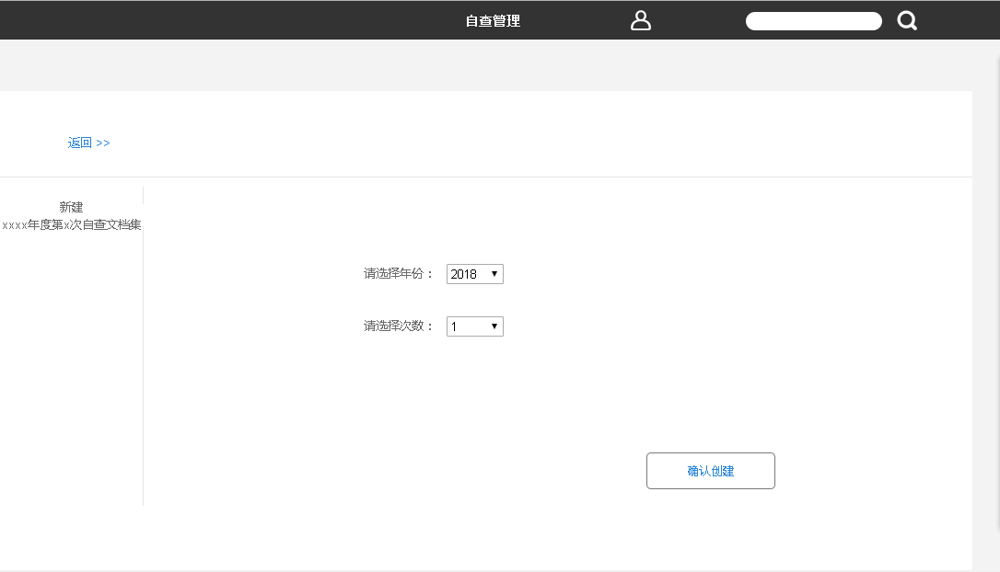 自查管理
返回 >>
新建
xxxx年度第x次自查文档集
请选择年份： 2018
请选择次数： 1
确认创建